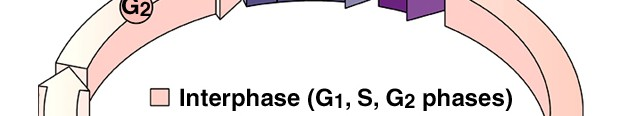 G2
Interphase (G1, S, G2 phases)